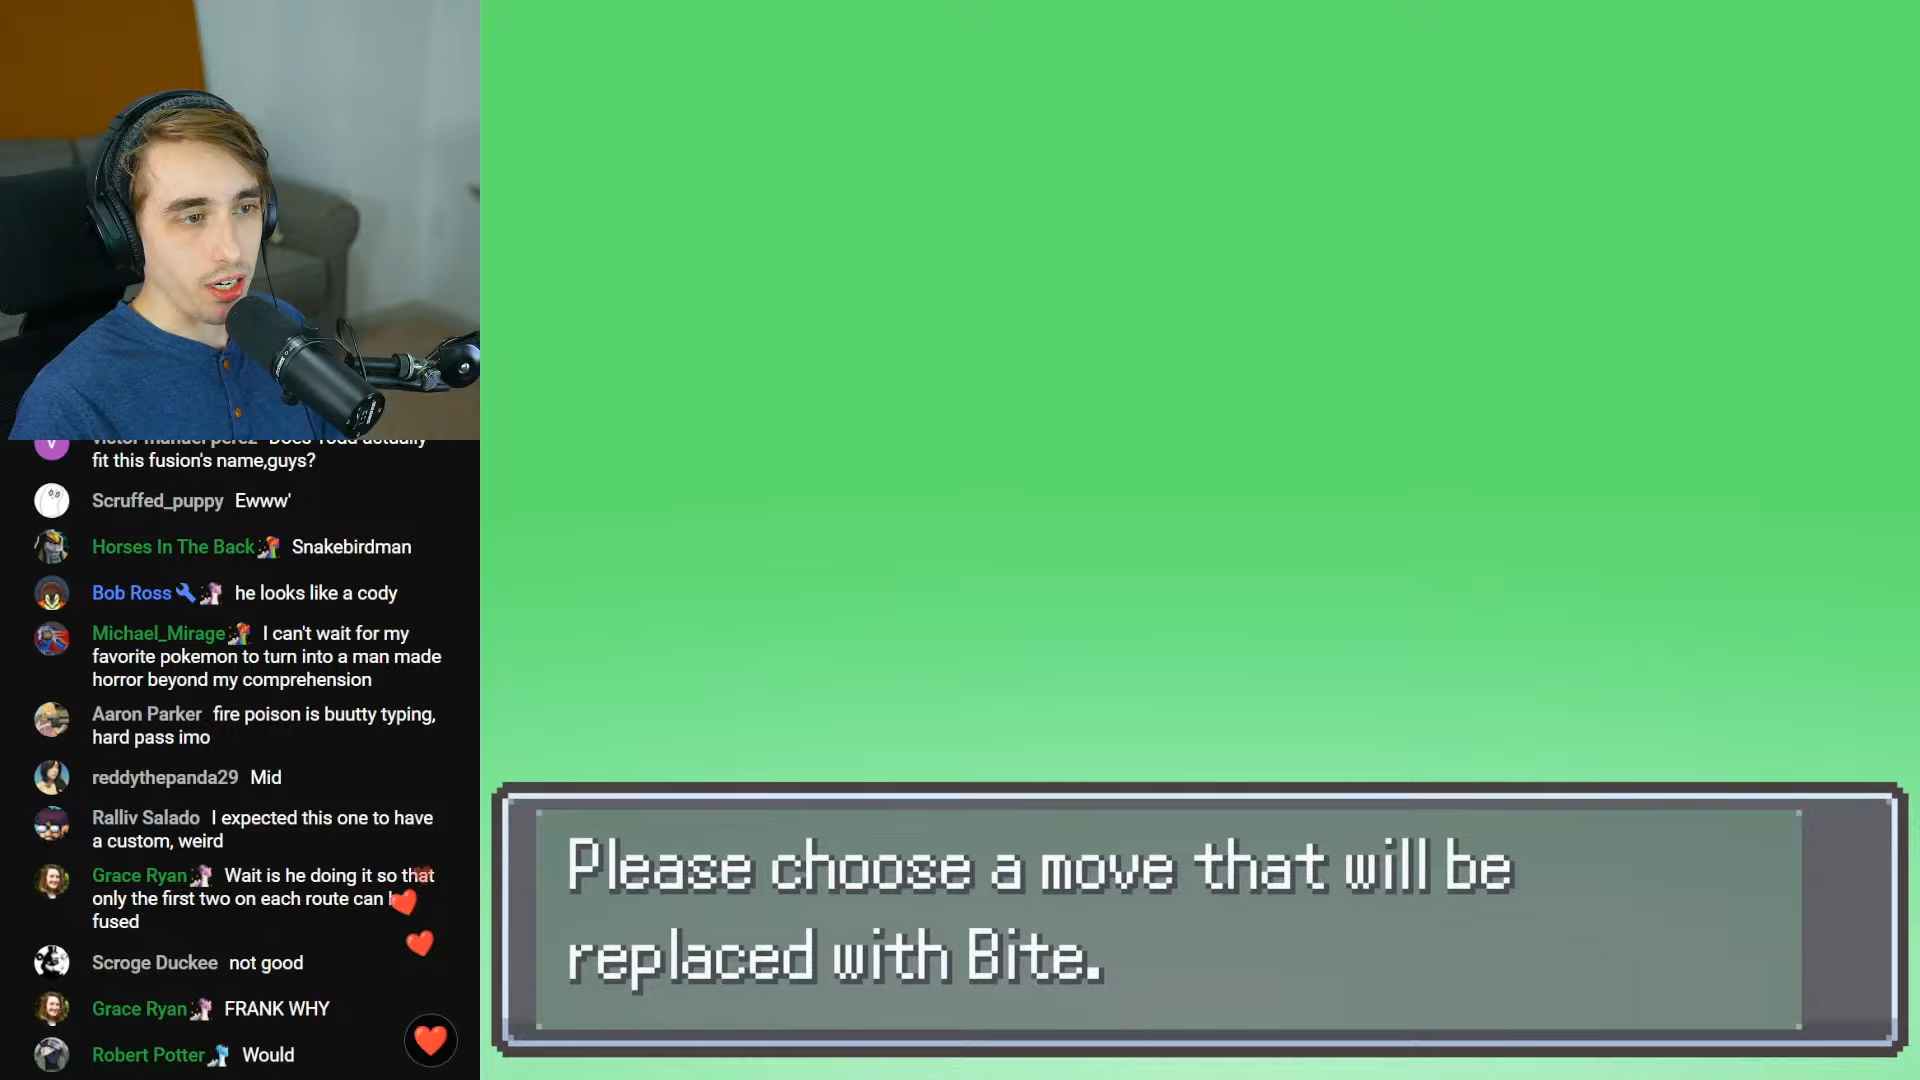 fit this fusion's name,guys?
Scruffed_puppy Ewww'
Horses In The Back Snakebirdman
Bob Ross he looks like a cody
Michael_Mirage I can't wait for my
favorite pokemon to turn into a man made
horror beyond my comprehension
Aaron Parker fire poison is buutty typing,
hard pass imo
reddythepanda29 Mid
Ralliv Salado I expected this one to have
a custom, weird
Grace Ryan Wait is he doing it so that
only the first two on each route can
fused
Scroge Duckee not good
Grace Ryan FRANK WHY
Robert Potter Would
Please choose a move that will be
replaced with Bite.